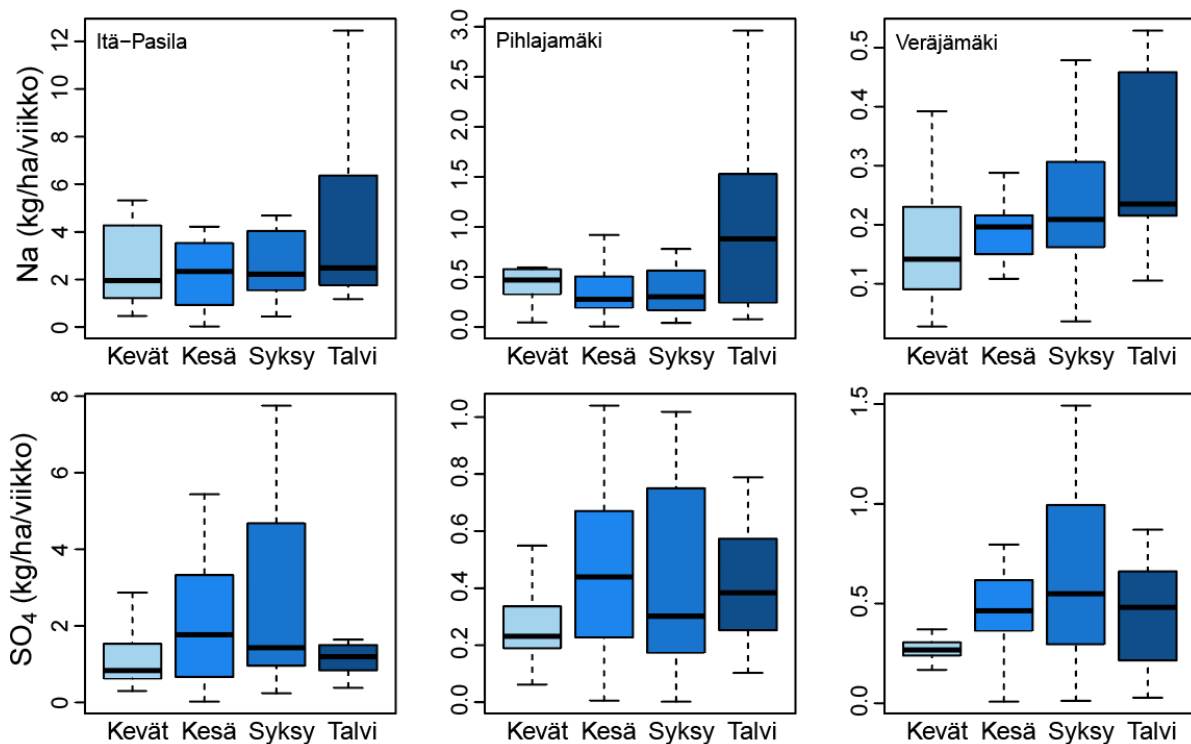 Itä−Pasila
Na (kg/ha/viikko)
0 2 4 6 8 10 12
Kevät Kesä Syksy Talvi
Pihlajamäki
0.0 0.5 1.0 1.5 2.0 2.5 3.0
Kevät Kesä Syksy Talvi
Veräjämäki
0.1 0.2 0.3 0.4 0.5
Kevät Kesä Syksy Talvi
SO₄ (kg/ha/viikko)
0 2 4 6 8
Kevät Kesä Syksy Talvi
0.0 0.2 0.4 0.6 0.8 1.0
Kevät Kesä Syksy Talvi
0.0 0.5 1.0 1.5
Kevät Kesä Syksy Talvi